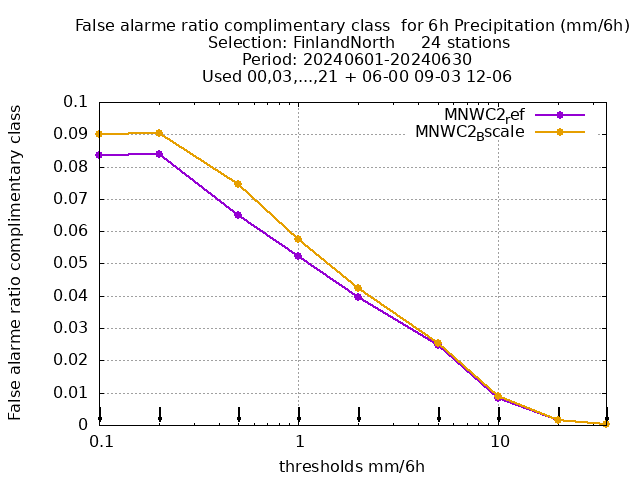 False alarme ratio complimentary class  for 6h Precipitation (mm/6h)
Selection: FinlandNorth     24 stations
Period: 20240601-20240630
Used 00,03,...,21 + 06-00 09-03 12-06
False alarme ratio complimentary class
0.1
0.09
0.08
0.07
0.06
0.05
0.04
0.03
0.02
0.01
0
MNWC2ref
MNWC2Bscale
0.1 1 10
thresholds mm/6h